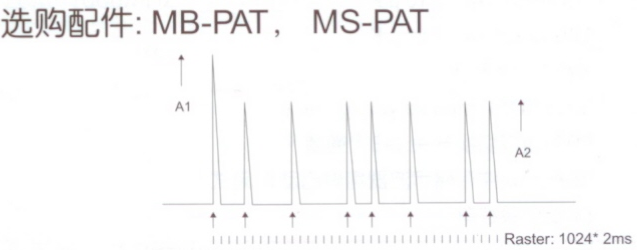 选购配件: MB-PAT， MS-PAT
A1
A2
Raster: 1024* 2ms